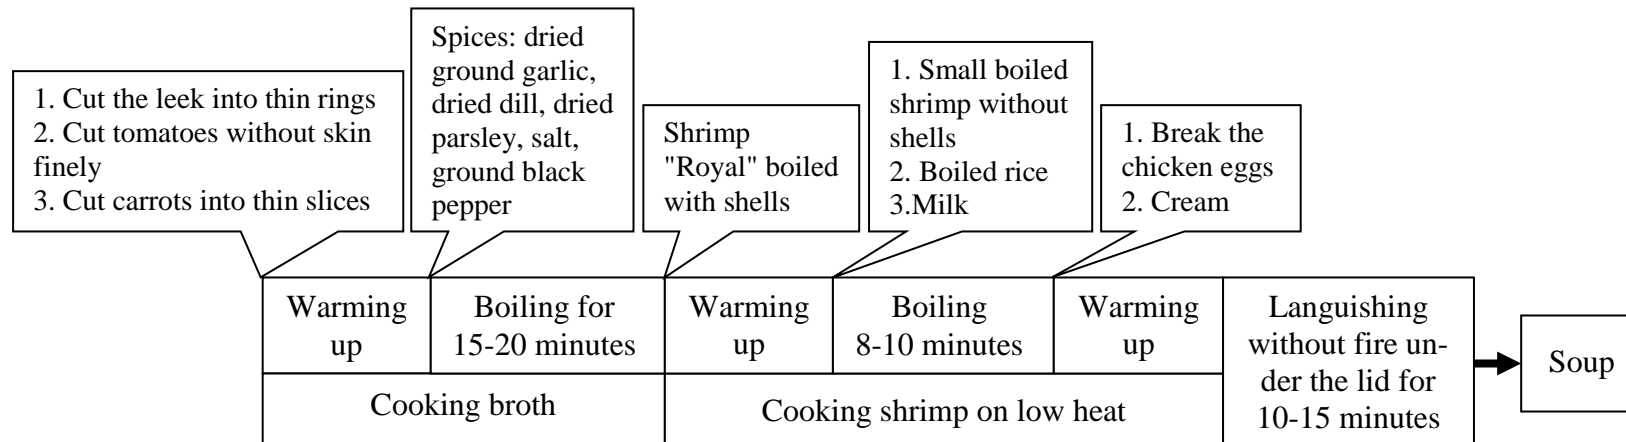 1. Cut the leek into thin rings
2. Cut tomatoes without skin
finely
3. Cut carrots into thin slices
Spices: dried
ground garlic,
dried dill, dried
parsley, salt,
ground black
pepper
Shrimp
"Royal" boiled
with shells
1. Small boiled
shrimp without
shells
2. Boiled rice
3.Milk
1. Break the
chicken eggs
2. Cream
Warming
up
Boiling for
15-20 minutes
Warming
up
Boiling
8-10 minutes
Warming
up
Languishing
without fire un-
der the lid for
10-15 minutes
Soup
Cooking broth
Cooking shrimp on low heat